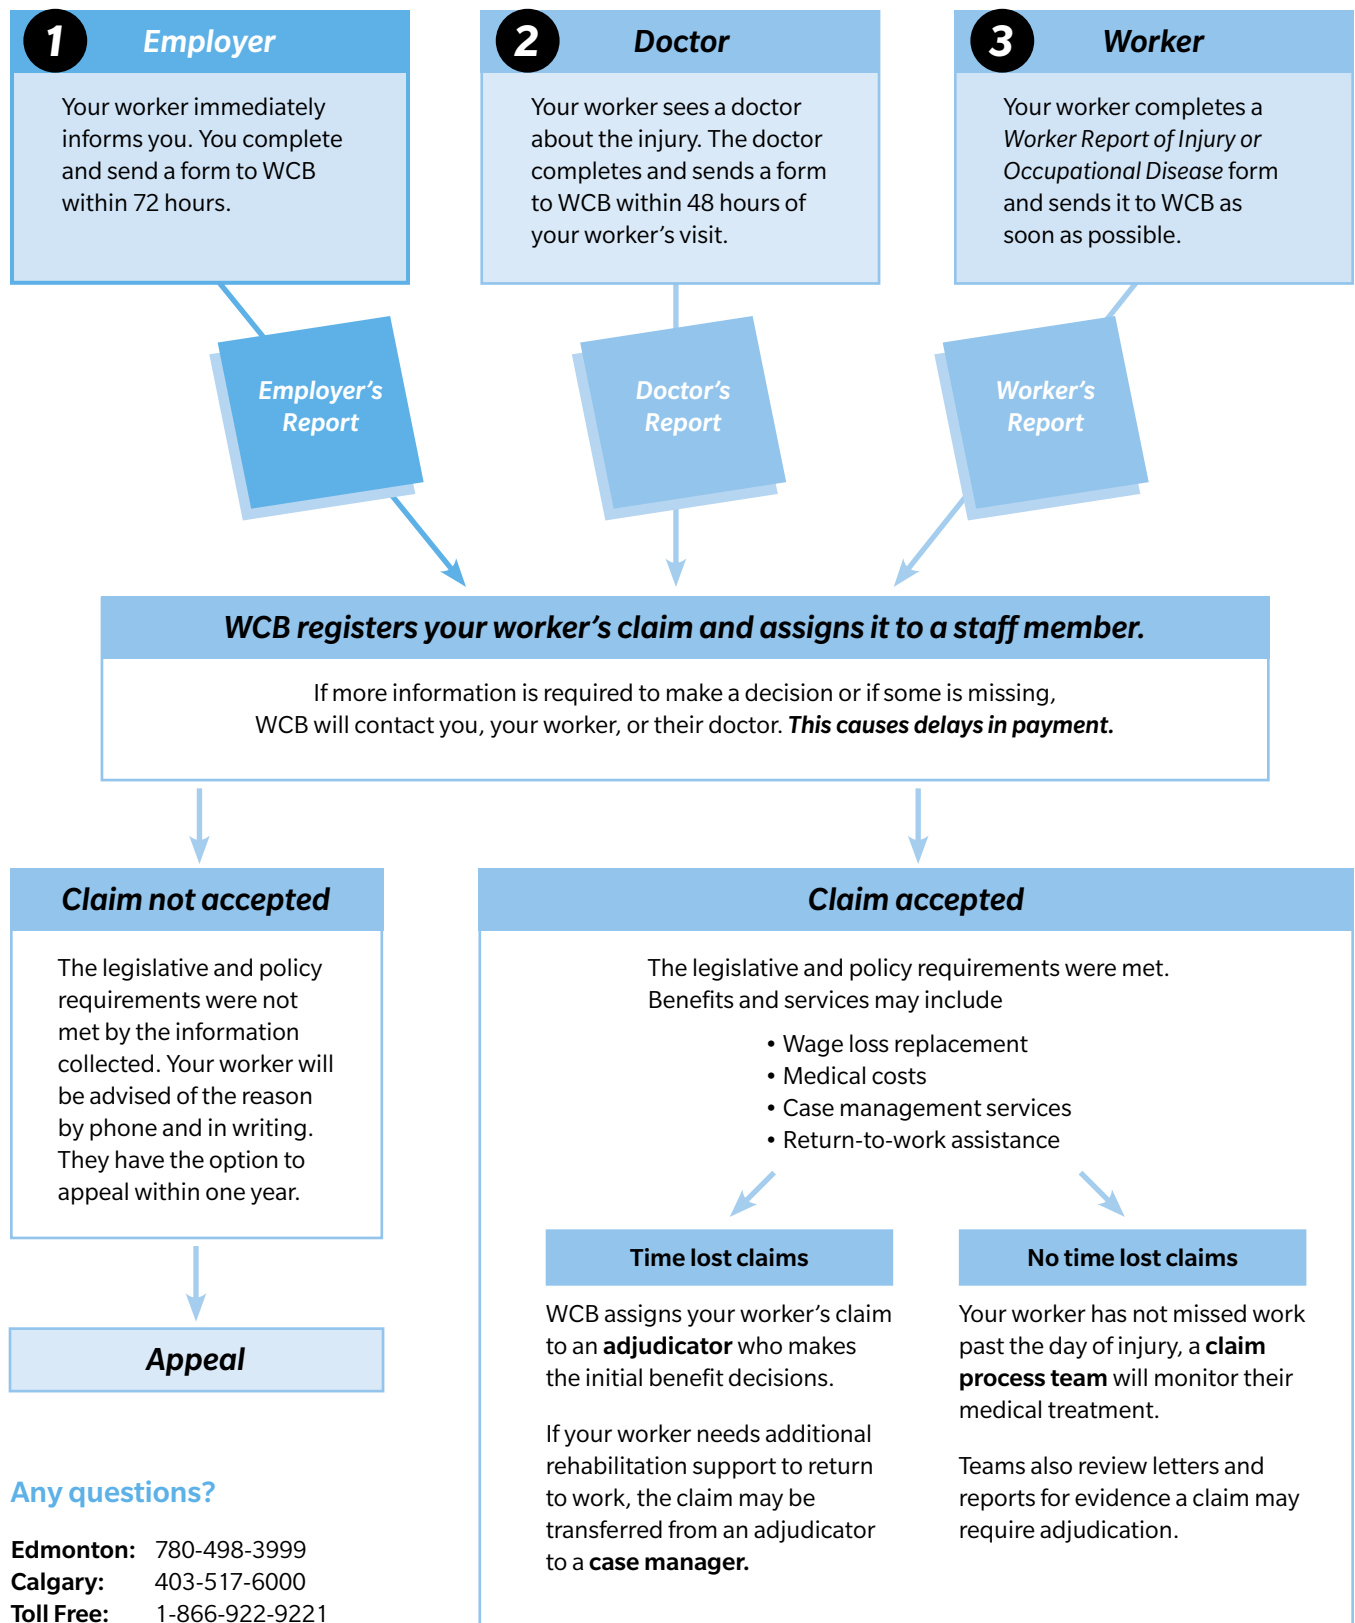 1 Employer
Your worker immediately
informs you. You complete
and send a form to WCB
within 72 hours.
2 Doctor
Your worker sees a doctor
about the injury. The doctor
completes and sends a form
to WCB within 48 hours of
your worker’s visit.
3 Worker
Your worker completes a
Worker Report of Injury or
Occupational Disease form
and sends it to WCB as
soon as possible.
Employer’s
Report
Doctor’s
Report
Worker’s
Report
WCB registers your worker’s claim and assigns it to a staff member.
If more information is required to make a decision or if some is missing,
WCB will contact you, your worker, or their doctor. This causes delays in payment.
Claim not accepted
The legislative and policy
requirements were not
met by the information
collected. Your worker will
be advised of the reason
by phone and in writing.
They have the option to
appeal within one year.
Appeal
Claim accepted
The legislative and policy requirements were met.
Benefits and services may include
• Wage loss replacement
• Medical costs
• Case management services
• Return-to-work assistance
Time lost claims
WCB assigns your worker’s claim
to an adjudicator who makes
the initial benefit decisions.
If your worker needs additional
rehabilitation support to return
to work, the claim may be
transferred from an adjudicator
to a case manager.
No time lost claims
Your worker has not missed work
past the day of injury, a claim
process team will monitor their
medical treatment.
Teams also review letters and
reports for evidence a claim may
require adjudication.
Any questions?
Edmonton: 780-498-3999
Calgary: 403-517-6000
Toll Free: 1-866-922-9221